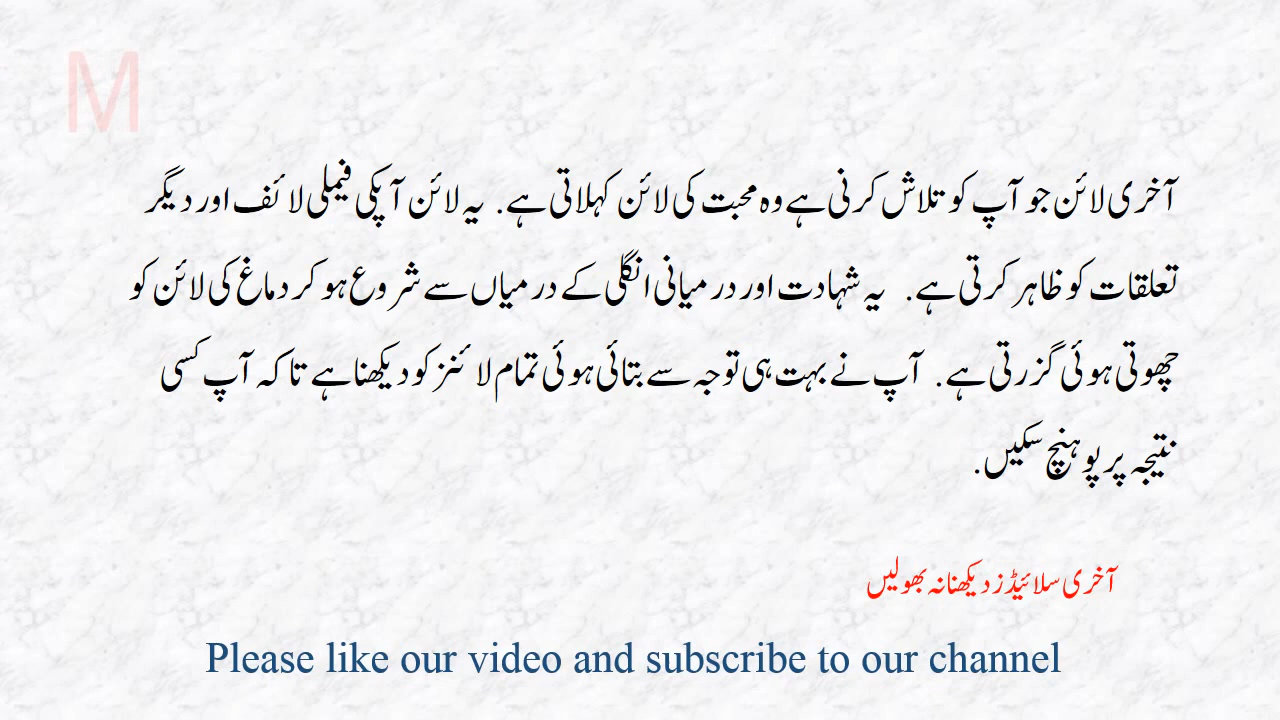 M
آخری لائن جو آپ کو تلاش کرنی ہے وہ محبت کی لائن کہلاتی ہے. یہ لائن آپکی فیملی لائف اور دیگر
تعلقات کو ظاہر کرتی ہے. یہ شہادت اور درمیانی انگلی کے درمیاں سے شروع ہو کر دماغ کی لائن کو
چھوتی ہوئی گزرتی ہے. آپ نے بہت ہی توجہ سے بتائی ہوئی تمام لائنز کو دیکھنا ہے تاکہ آپ کسی
نتیجہ پر پوہنچ سکیں.
آخری سلائیڈز دیکھنا نہ بھولیں
Please like our video and subscribe to our channel